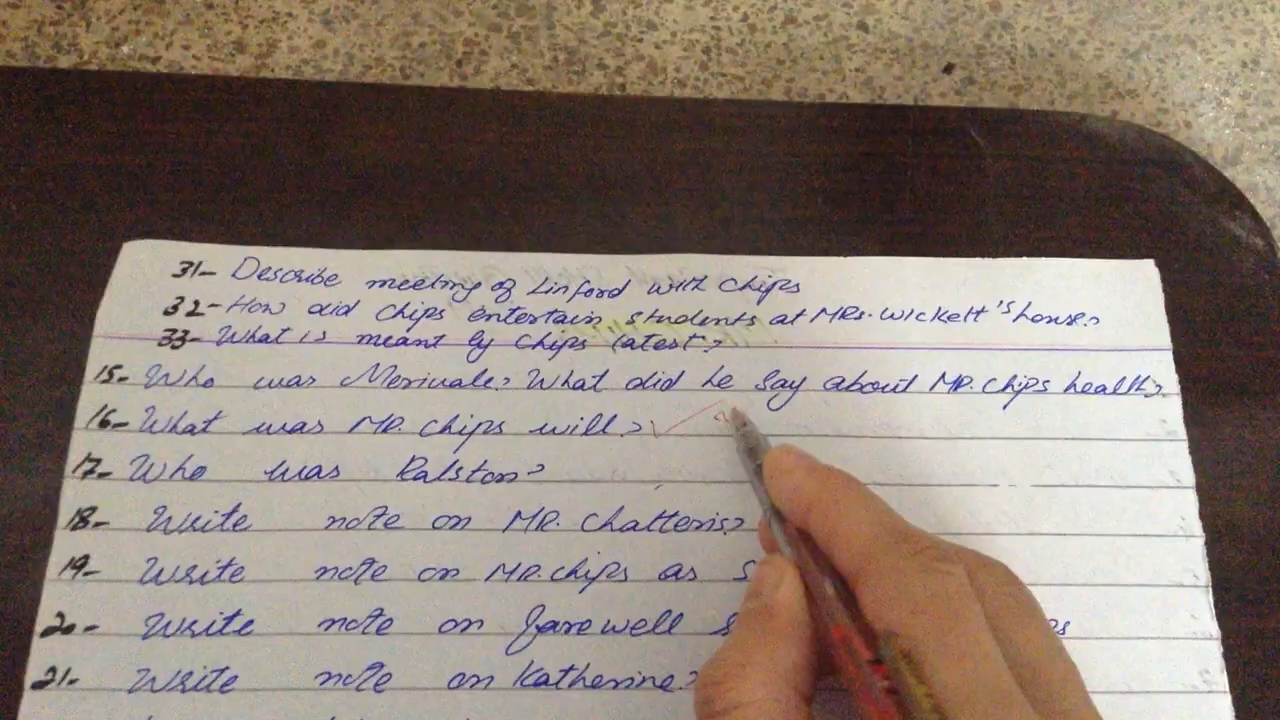 31- Describe meeting of Linford with Chips
32- How did Chips entertain students at MRs. Wickett's house?
33- What is meant by Chips latest?
15- Who was Merivale? What did he say about MR. Chips health?
16- What was MR. Chips will?
17- Who was Ralston?
18- Write note on MR. Chatteris?
19- Write note on MR. Chips as S
20- Write note on farewell s
21- Write note on Katherine?